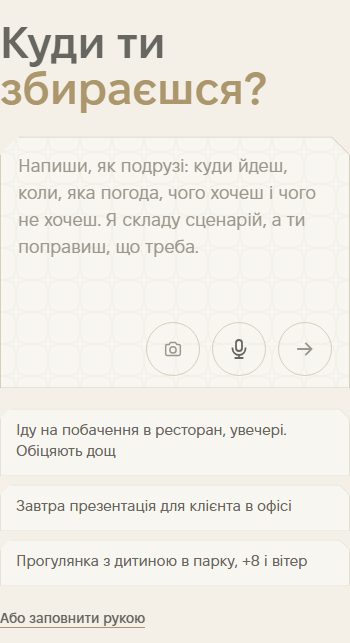 Куди ти
збираєшся?
Напиши, як подрузі: куди йдеш,
коли, яка погода, чого хочеш і чого
не хочеш. Я складу сценарій, а ти
поправиш, що треба.
Іду на побачення в ресторан, увечері.
Обіцяють дощ
Завтра презентація для клієнта в офісі
Прогулянка з дитиною в парку, +8 і вітер
Або заповнити рукою